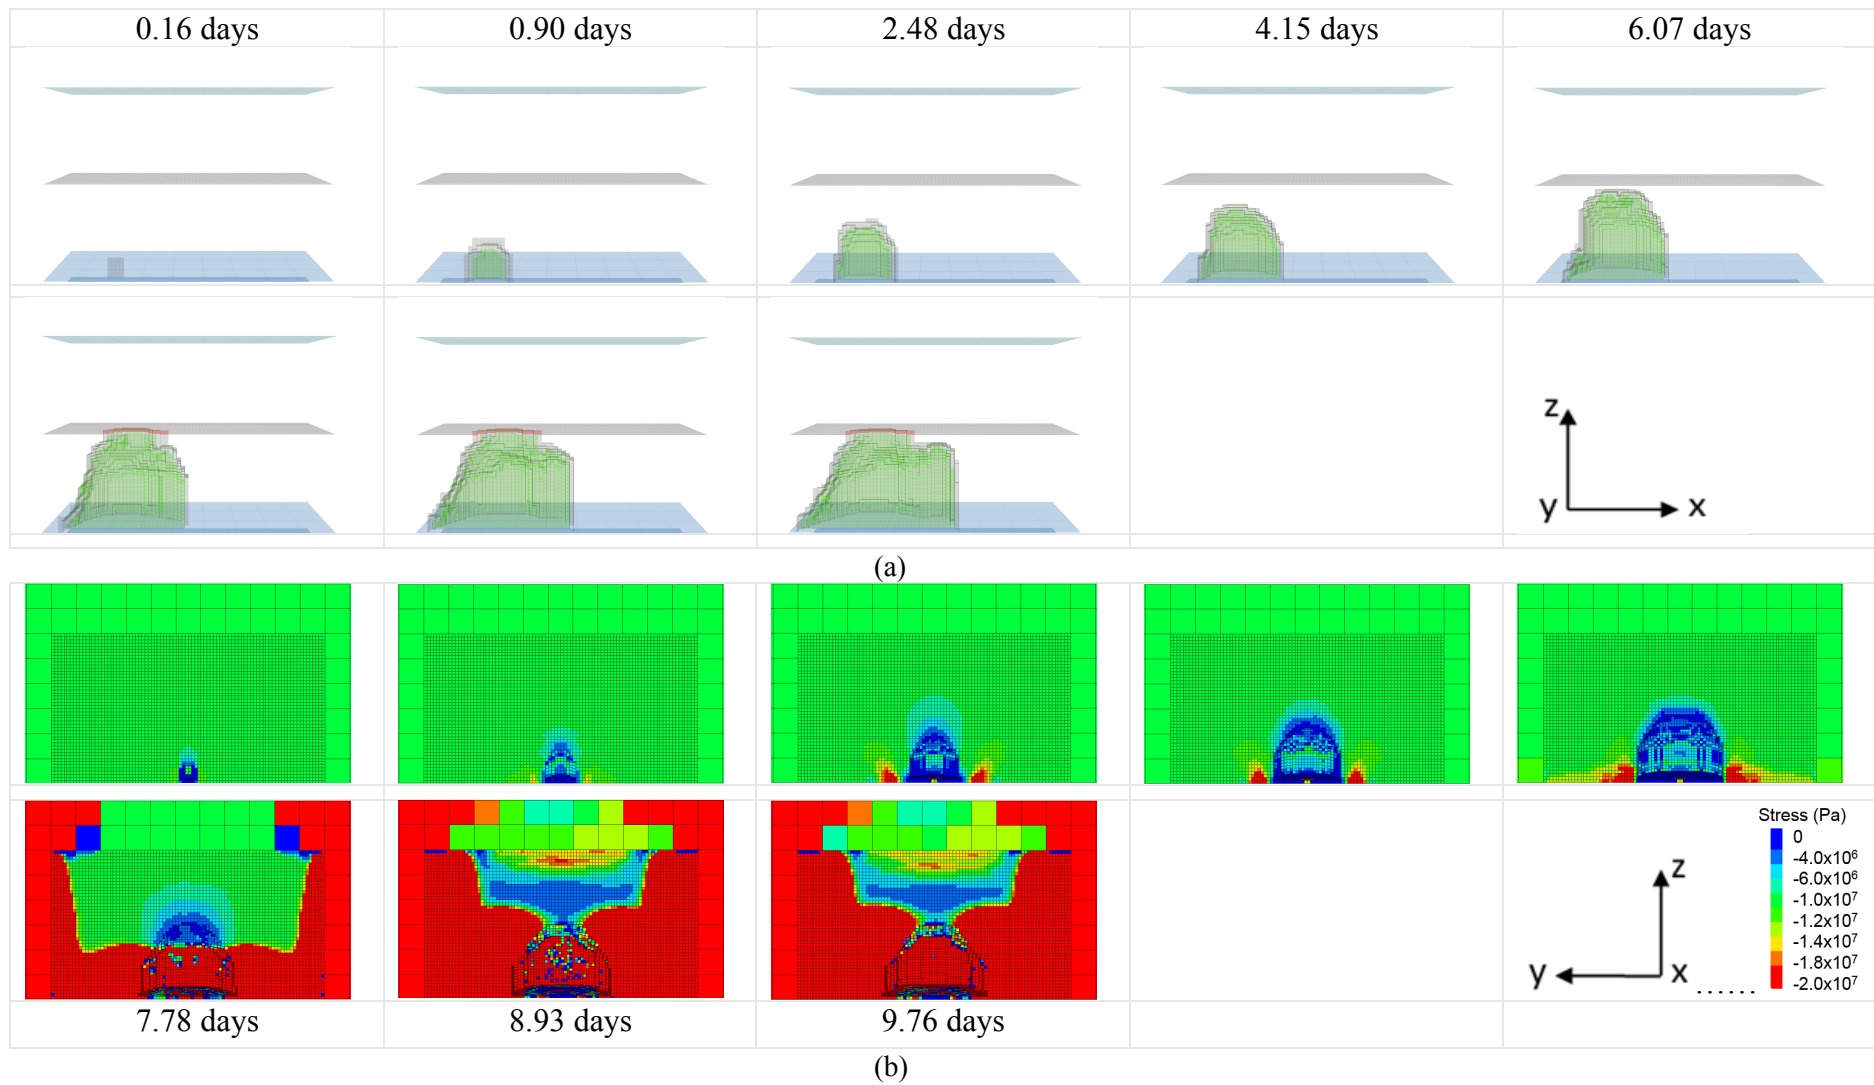 0.16 days 0.90 days 2.48 days 4.15 days 6.07 days
z
y x
(a)
Stress (Pa)
0
-4.0x10⁶
-6.0x10⁶
-1.0x10⁷
-1.2x10⁷
-1.4x10⁷
-1.8x10⁷
-2.0x10⁷
z
y x
......
7.78 days 8.93 days 9.76 days
(b)